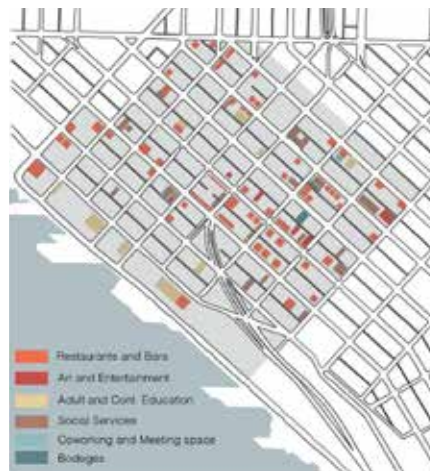 Restaurants and Bars
Art and Entertainment
Adult and Cont. Education
Social Services
Coworking and Meeting space
Bodegas